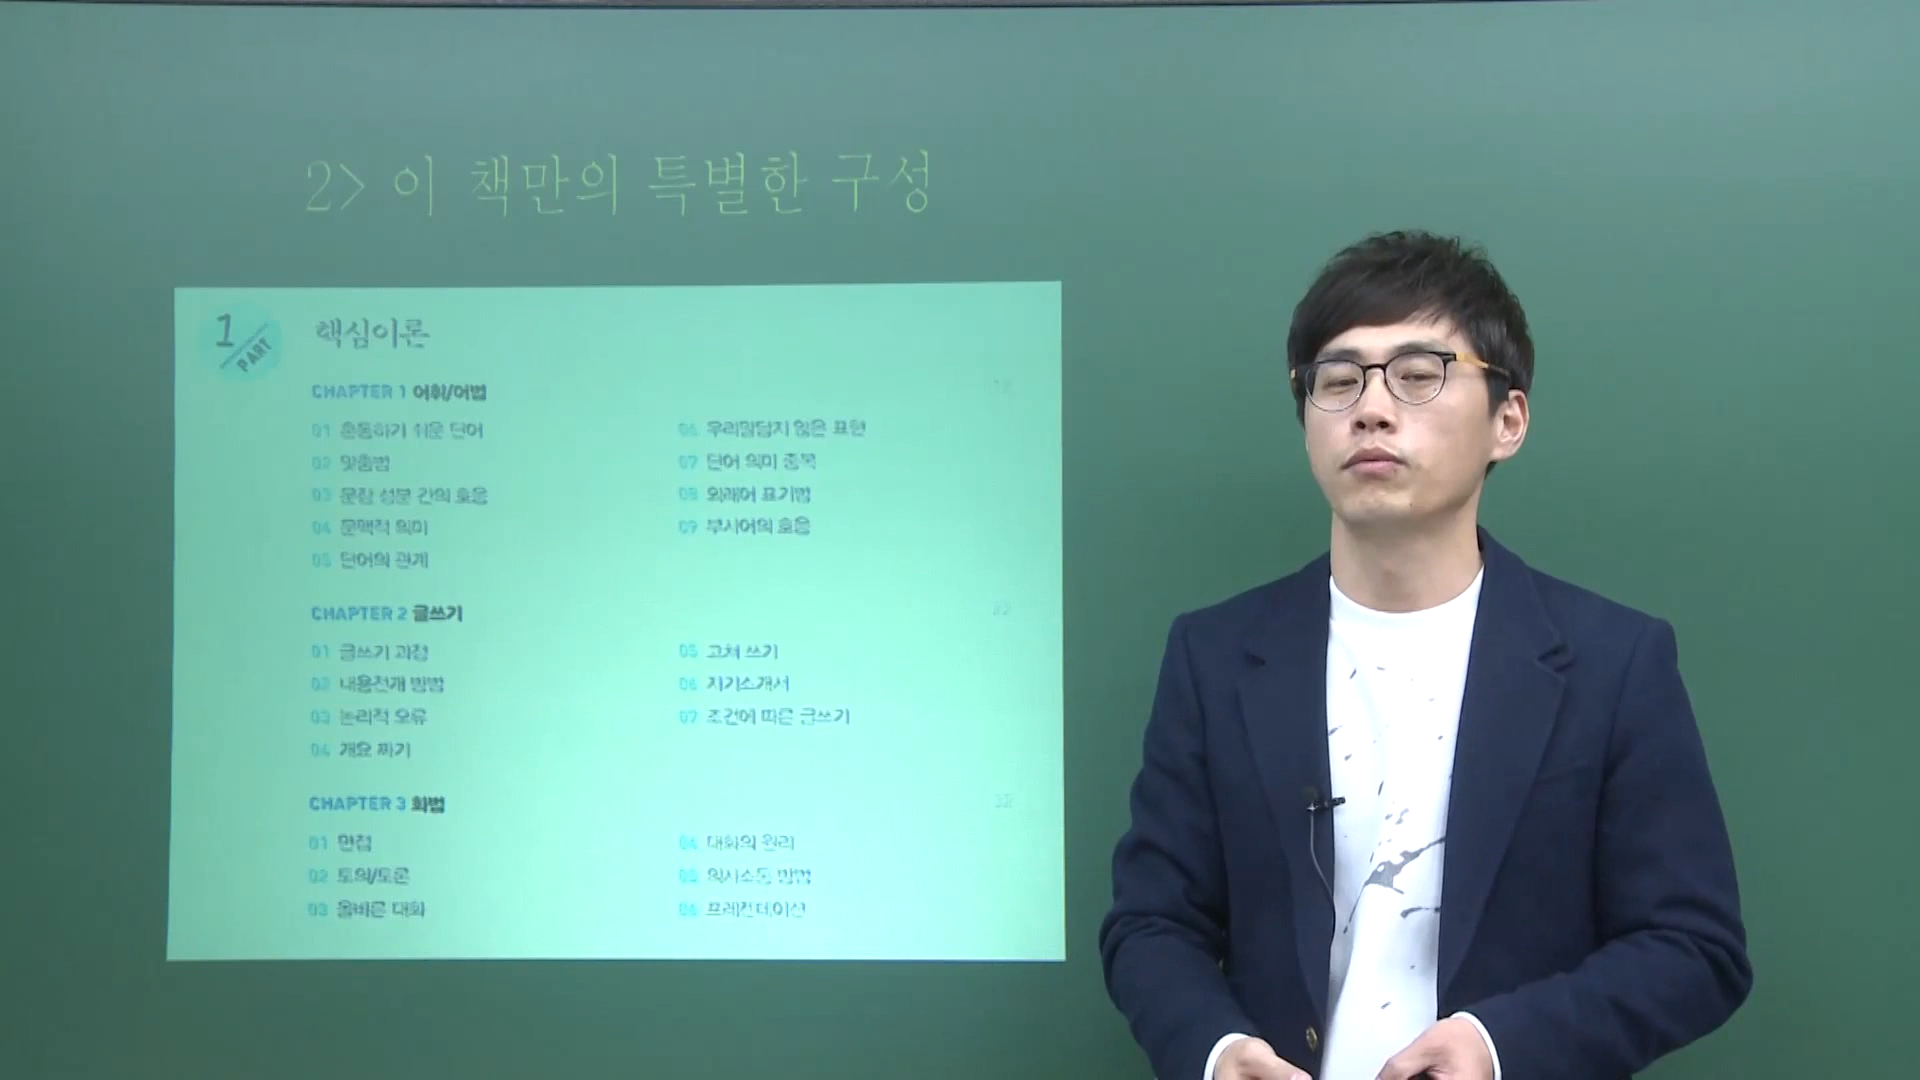 2> 이 책만의 특별한 구성
1 PART 핵심이론
CHAPTER 1 어휘/어법 12
01 혼동하기 쉬운 단어
02 맞춤법
03 문장 성분 간의 호응
04 문맥적 의미
05 단어의 관계
06 우리말답지 않은 표현
07 단어 의미 중복
08 외래어 표기법
09 부사어의 호응
CHAPTER 2 글쓰기
01 글쓰기 과정
02 내용전개 방법
03 논리적 오류
04 개요 짜기
05 고쳐 쓰기
06 자기소개서
07 조건에 따른 글쓰기
CHAPTER 3 화법 32
01 면접
02 토의/토론
03 올바른 대화
04 대화의 원리
05 의사소통 방법
06 프레젠테이션